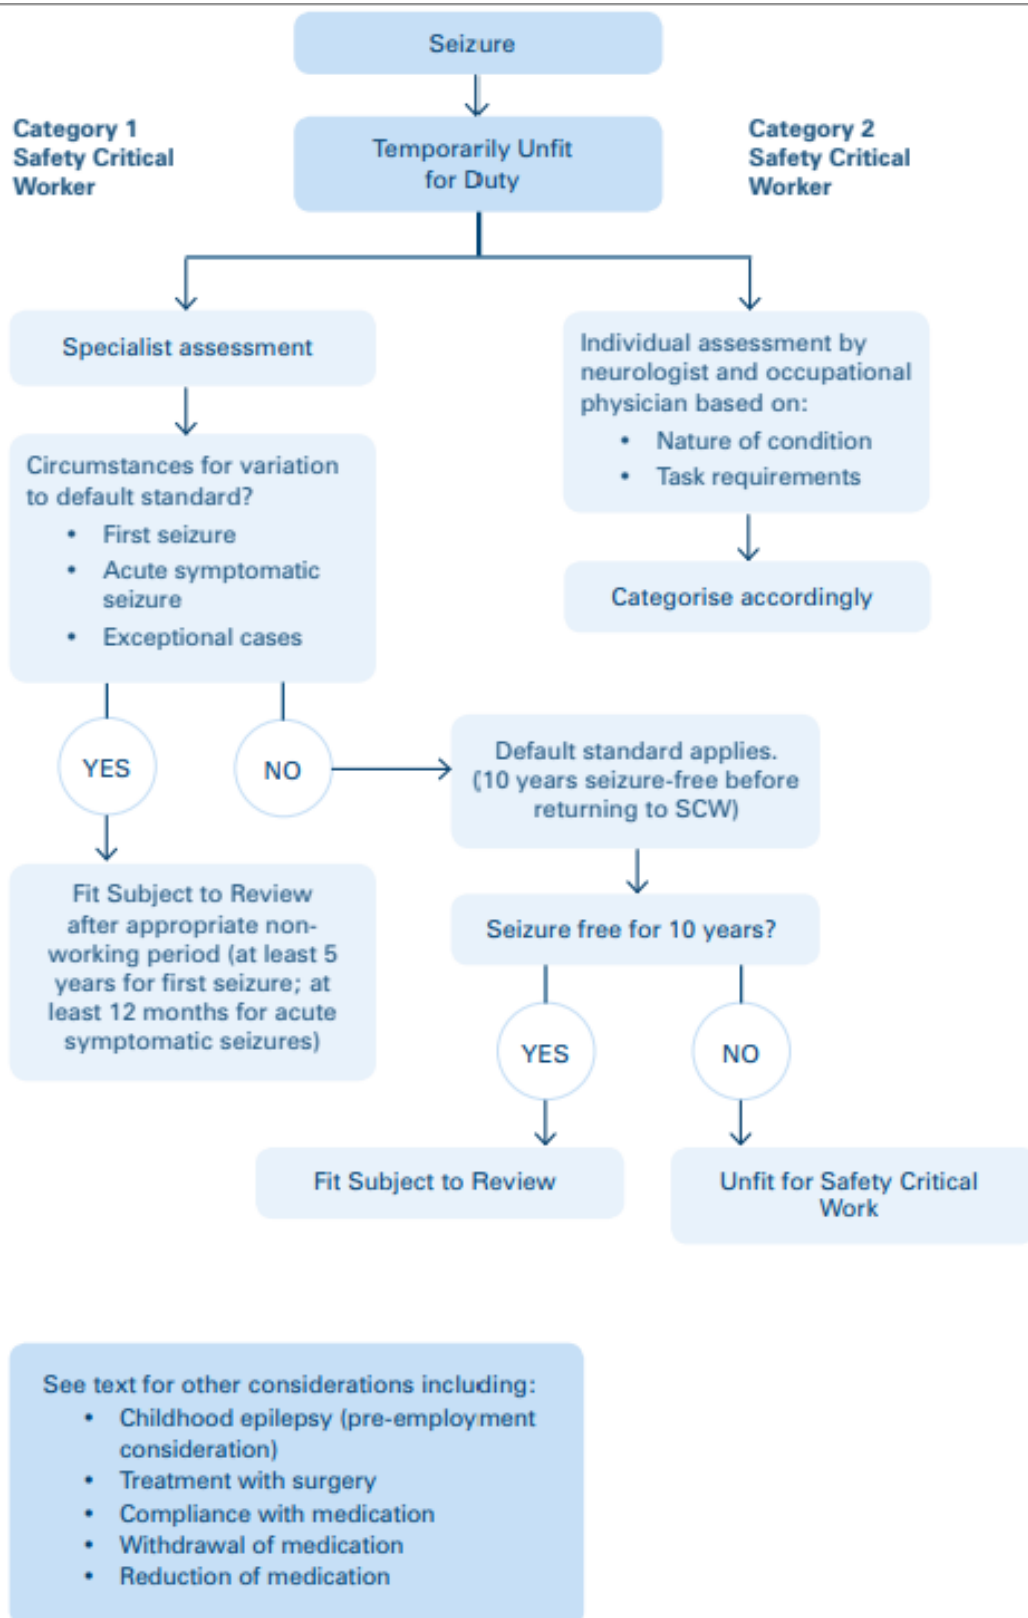 Seizure
Category 1
Safety Critical
Worker
Temporarily Unfit
for Duty
Category 2
Safety Critical
Worker
Specialist assessment
Individual assessment by
neurologist and occupational
physician based on:
• Nature of condition
• Task requirements
Circumstances for variation
to default standard?
• First seizure
• Acute symptomatic
seizure
• Exceptional cases
Categorise accordingly
YES
NO
Default standard applies.
(10 years seizure-free before
returning to SCW)
Fit Subject to Review
after appropriate non-
working period (at least 5
years for first seizure; at
least 12 months for acute
symptomatic seizures)
Seizure free for 10 years?
YES
NO
Fit Subject to Review
Unfit for Safety Critical
Work
See text for other considerations including:
• Childhood epilepsy (pre-employment
consideration)
• Treatment with surgery
• Compliance with medication
• Withdrawal of medication
• Reduction of medication